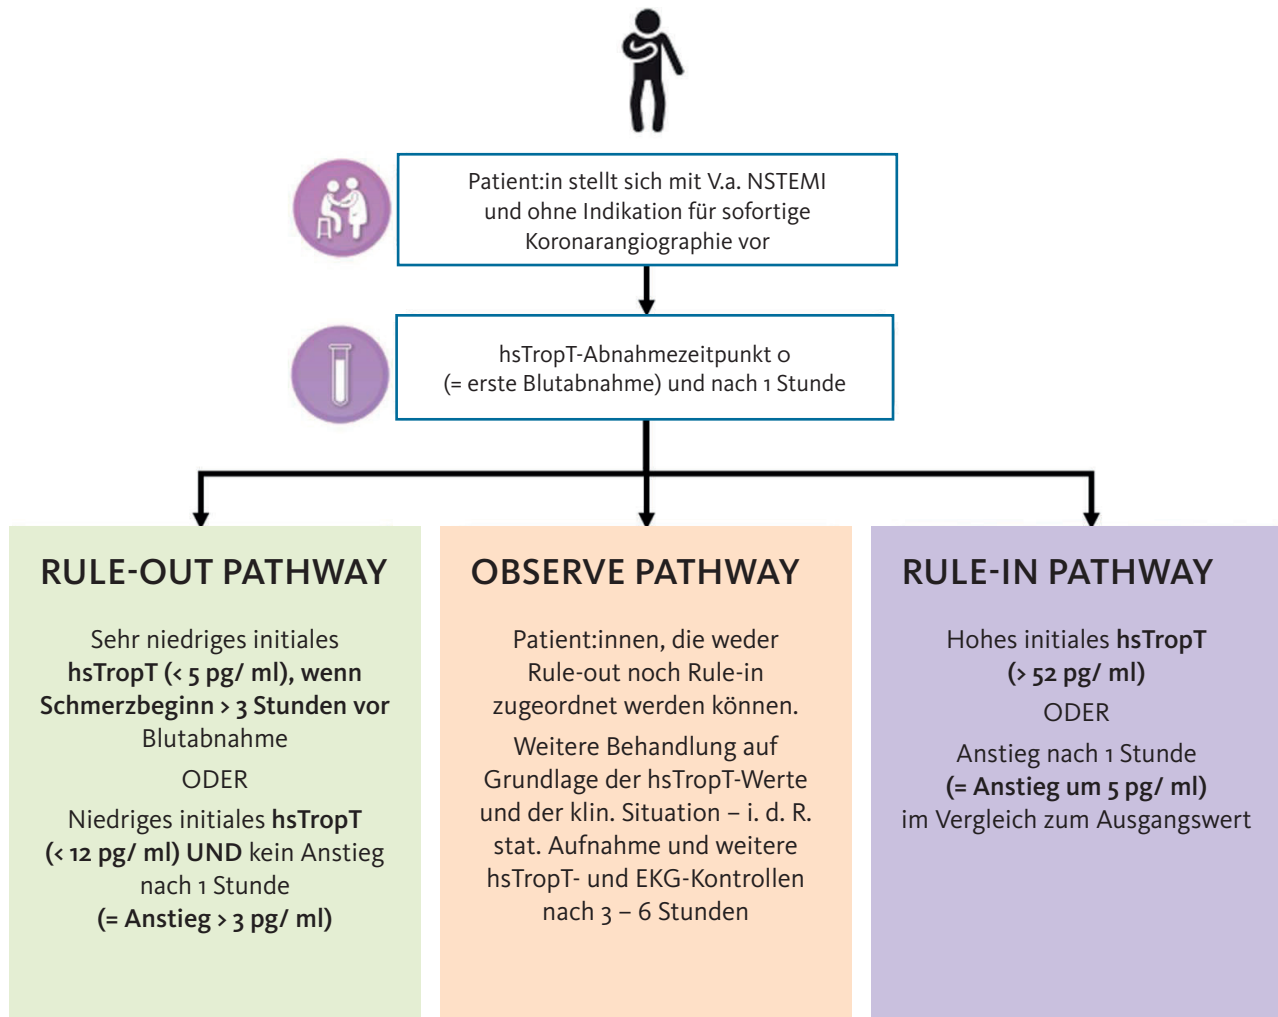 Patient:in stellt sich mit V.a. NSTEMI
und ohne Indikation für sofortige
Koronarangiographie vor
hsTropT-Abnahmezeitpunkt 0
(= erste Blutabnahme) und nach 1 Stunde
RULE-OUT PATHWAY
Sehr niedriges initiales
hsTropT (< 5 pg/ ml), wenn
Schmerzbeginn > 3 Stunden vor
Blutabnahme
ODER
Niedriges initiales hsTropT
(< 12 pg/ ml) UND kein Anstieg
nach 1 Stunde
(= Anstieg > 3 pg/ ml)
OBSERVE PATHWAY
Patient:innen, die weder
Rule-out noch Rule-in
zugeordnet werden können.
Weitere Behandlung auf
Grundlage der hsTropT-Werte
und der klin. Situation – i. d. R.
stat. Aufnahme und weitere
hsTropT- und EKG-Kontrollen
nach 3 – 6 Stunden
RULE-IN PATHWAY
Hohes initiales hsTropT
(> 52 pg/ ml)
ODER
Anstieg nach 1 Stunde
(= Anstieg um 5 pg/ ml)
im Vergleich zum Ausgangswert